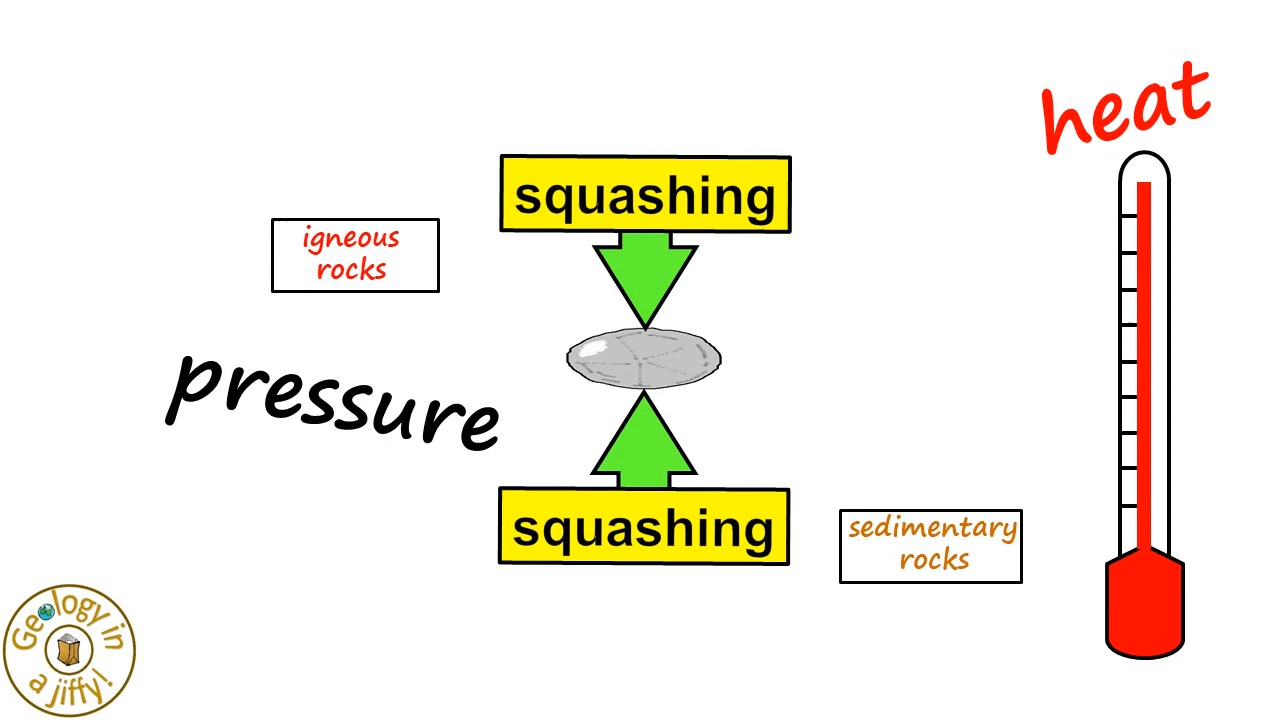 heat
squashing
igneous
rocks
pressure
squashing
sedimentary
rocks
Geology in
a jiffy!